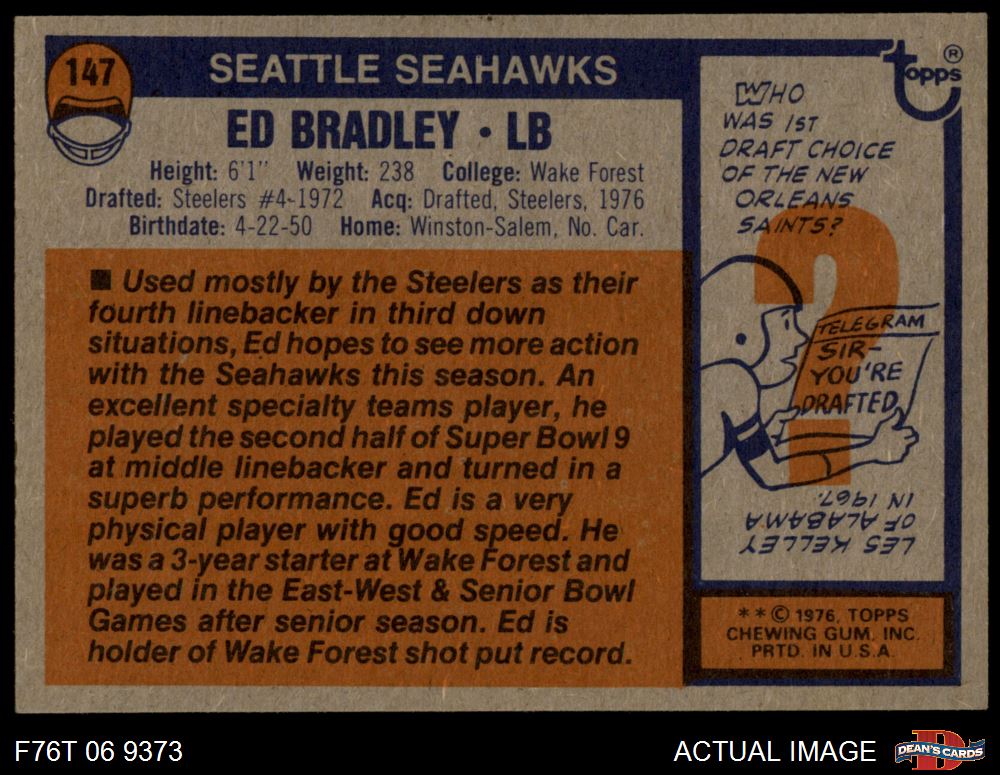 147
SEATTLE SEAHAWKS
ED BRADLEY · LB
Height: 6'1" Weight: 238 College: Wake Forest
Drafted: Steelers #4-1972 Acq: Drafted, Steelers, 1976
Birthdate: 4-22-50 Home: Winston-Salem, No. Car.
■ Used mostly by the Steelers as their
fourth linebacker in third down
situations, Ed hopes to see more action
with the Seahawks this season. An
excellent specialty teams player, he
played the second half of Super Bowl 9
at middle linebacker and turned in a
superb performance. Ed is a very
physical player with good speed. He
was a 3-year starter at Wake Forest and
played in the East-West & Senior Bowl
Games after senior season. Ed is
holder of Wake Forest shot put record.
topps®
WHO
WAS 1ST
DRAFT CHOICE
OF THE NEW
ORLEANS
SAINTS?
?
TELEGRAM
SIR-
YOU'RE
DRAFTED
LES KELLEY
OF ALABAMA
IN 1967.
* * © 1976, TOPPS
CHEWING GUM, INC.
PRTD. IN U.S.A.
F76T 06 9373
ACTUAL IMAGE
D
DEAN'S CARDS